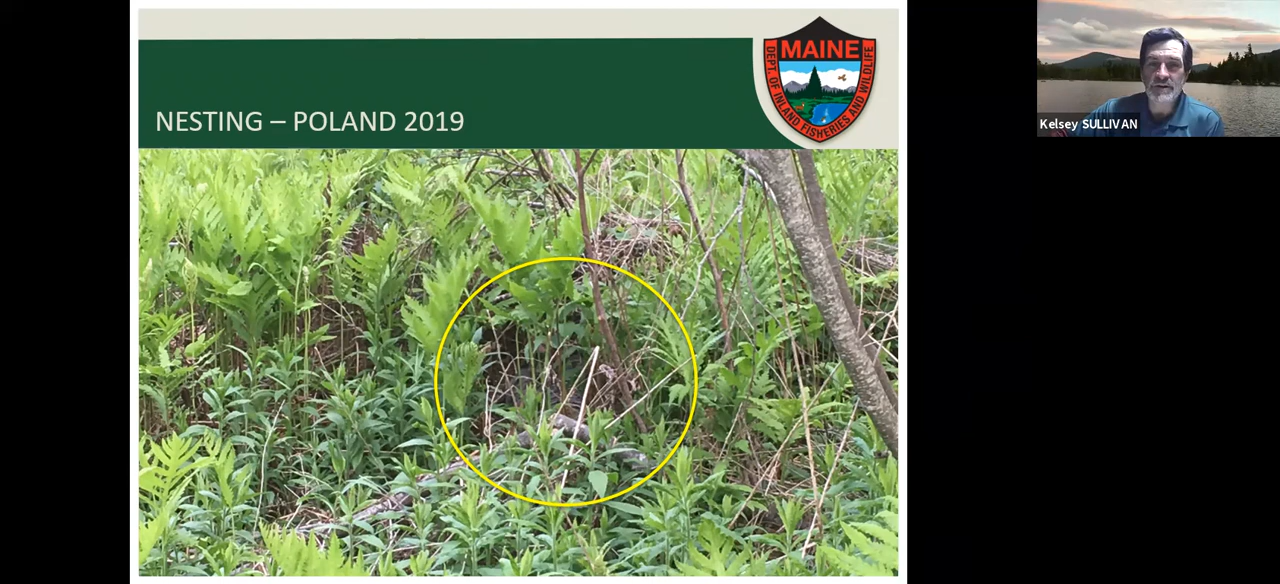 NESTING – POLAND 2019
MAINE
DEPT. OF INLAND FISHERIES AND WILDLIFE
Kelsey SULLIVAN